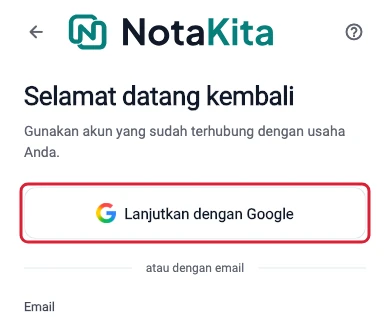 NotaKita
Selamat datang kembali
Gunakan akun yang sudah terhubung dengan usaha
Anda.
Lanjutkan dengan Google
atau dengan email
Email